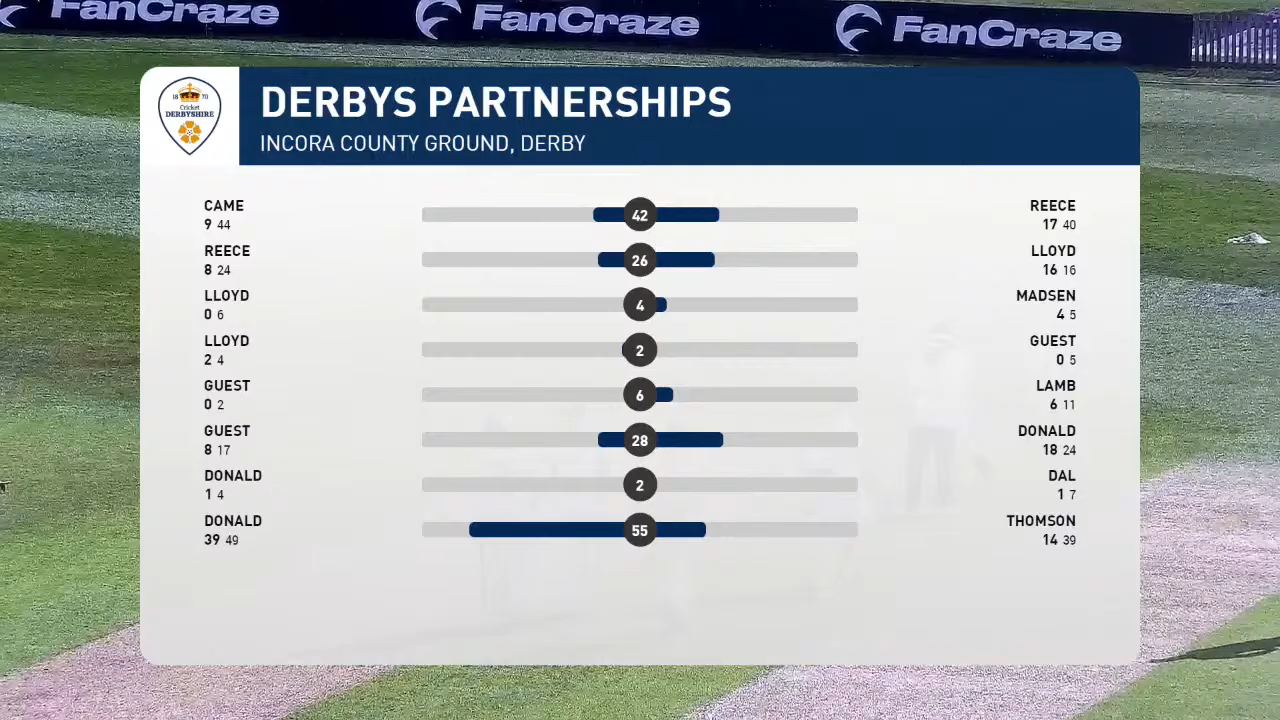 FanCraze FanCraze FanCraze
18 70
Cricket
DERBYSHIRE
DERBYS PARTNERSHIPS
INCORA COUNTY GROUND, DERBY
CAME 42 REECE
9 44 17 40
REECE 26 LLOYD
8 24 16 16
LLOYD 4 MADSEN
0 6 4 5
LLOYD 2 GUEST
2 4 0 5
GUEST 6 LAMB
0 2 6 11
GUEST 28 DONALD
8 17 18 24
DONALD 2 DAL
1 4 1 7
DONALD 55 THOMSON
39 49 14 39